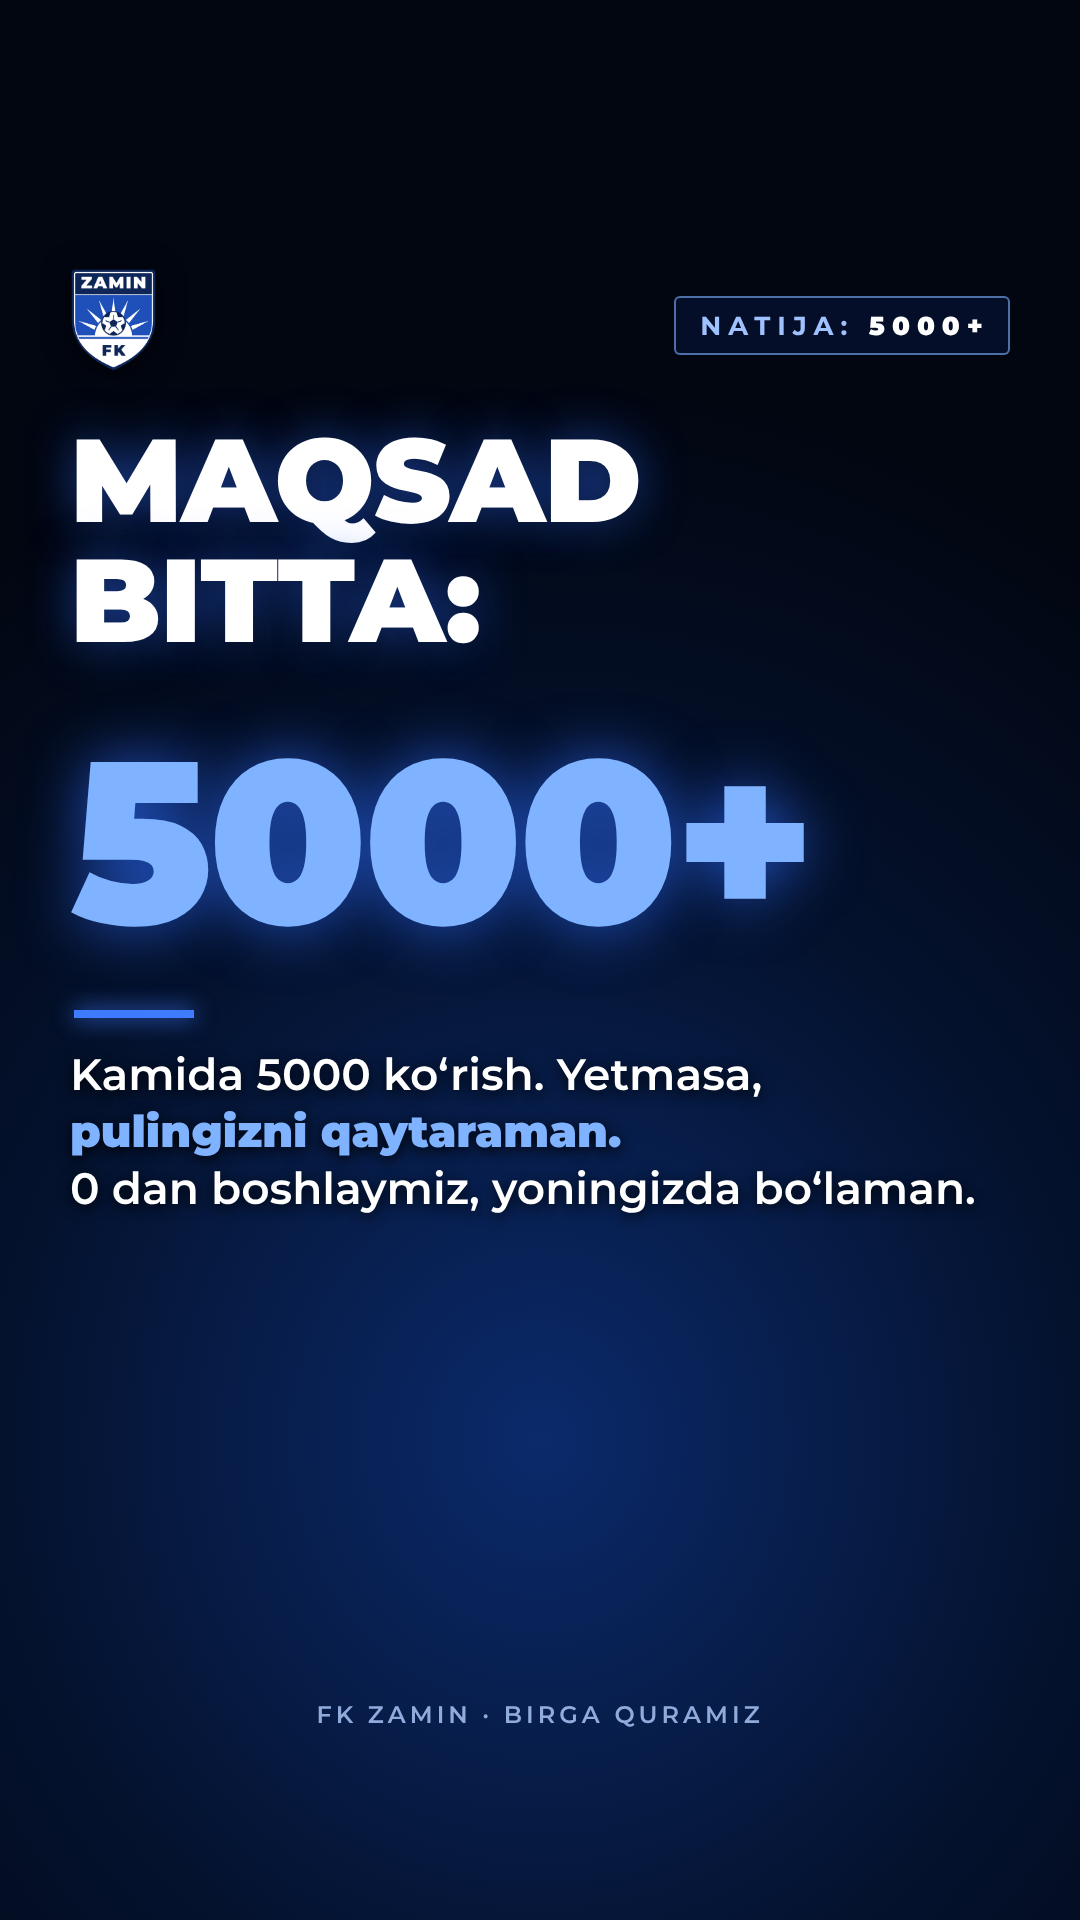 ZAMIN
FK
NATIJA: 5000+
MAQSAD
BITTA:
5000+
Kamida 5000 ko‘rish. Yetmasa,
pulingizni qaytaraman.
0 dan boshlaymiz, yoningizda bo‘laman.
FK ZAMIN · BIRGA QURAMIZ